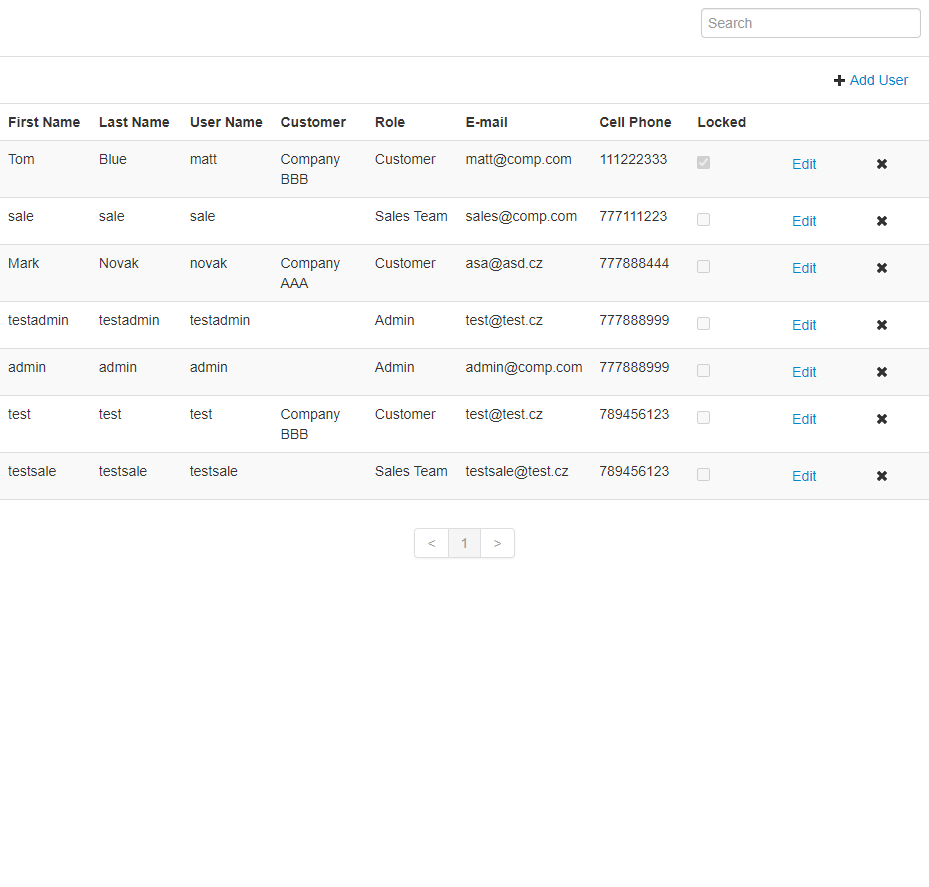 Search
Add User
First Name Last Name User Name Customer Role E-mail Cell Phone Locked
Tom Blue matt Company BBB Customer matt@comp.com 111222333 Edit
sale sale sale Sales Team sales@comp.com 777111223 Edit
Mark Novak novak Company AAA Customer asa@asd.cz 777888444 Edit
testadmin testadmin testadmin Admin test@test.cz 777888999 Edit
admin admin admin Admin admin@comp.com 777888999 Edit
test test test Company BBB Customer test@test.cz 789456123 Edit
testsale testsale testsale Sales Team testsale@test.cz 789456123 Edit
< 1 >